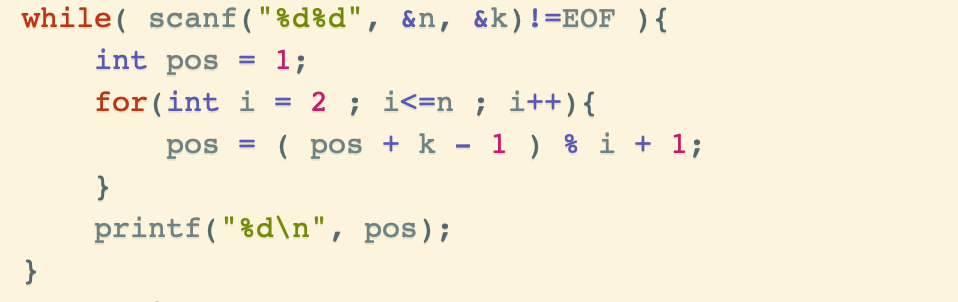 while( scanf("%d%d", &n, &k)!=EOF ){
    int pos = 1;
    for(int i = 2 ; i<=n ; i++){
        pos = ( pos + k - 1 ) % i + 1;
    }
    printf("%d\n", pos);
}